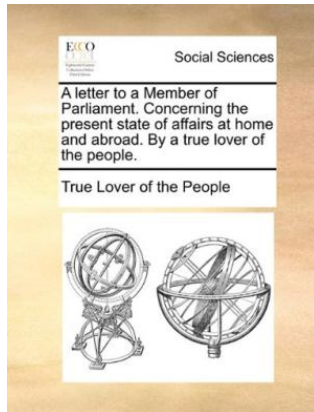 ECCO
Social Sciences
A letter to a Member of
Parliament. Concerning the
present state of affairs at home
and abroad. By a true lover of
the people.
True Lover of the People